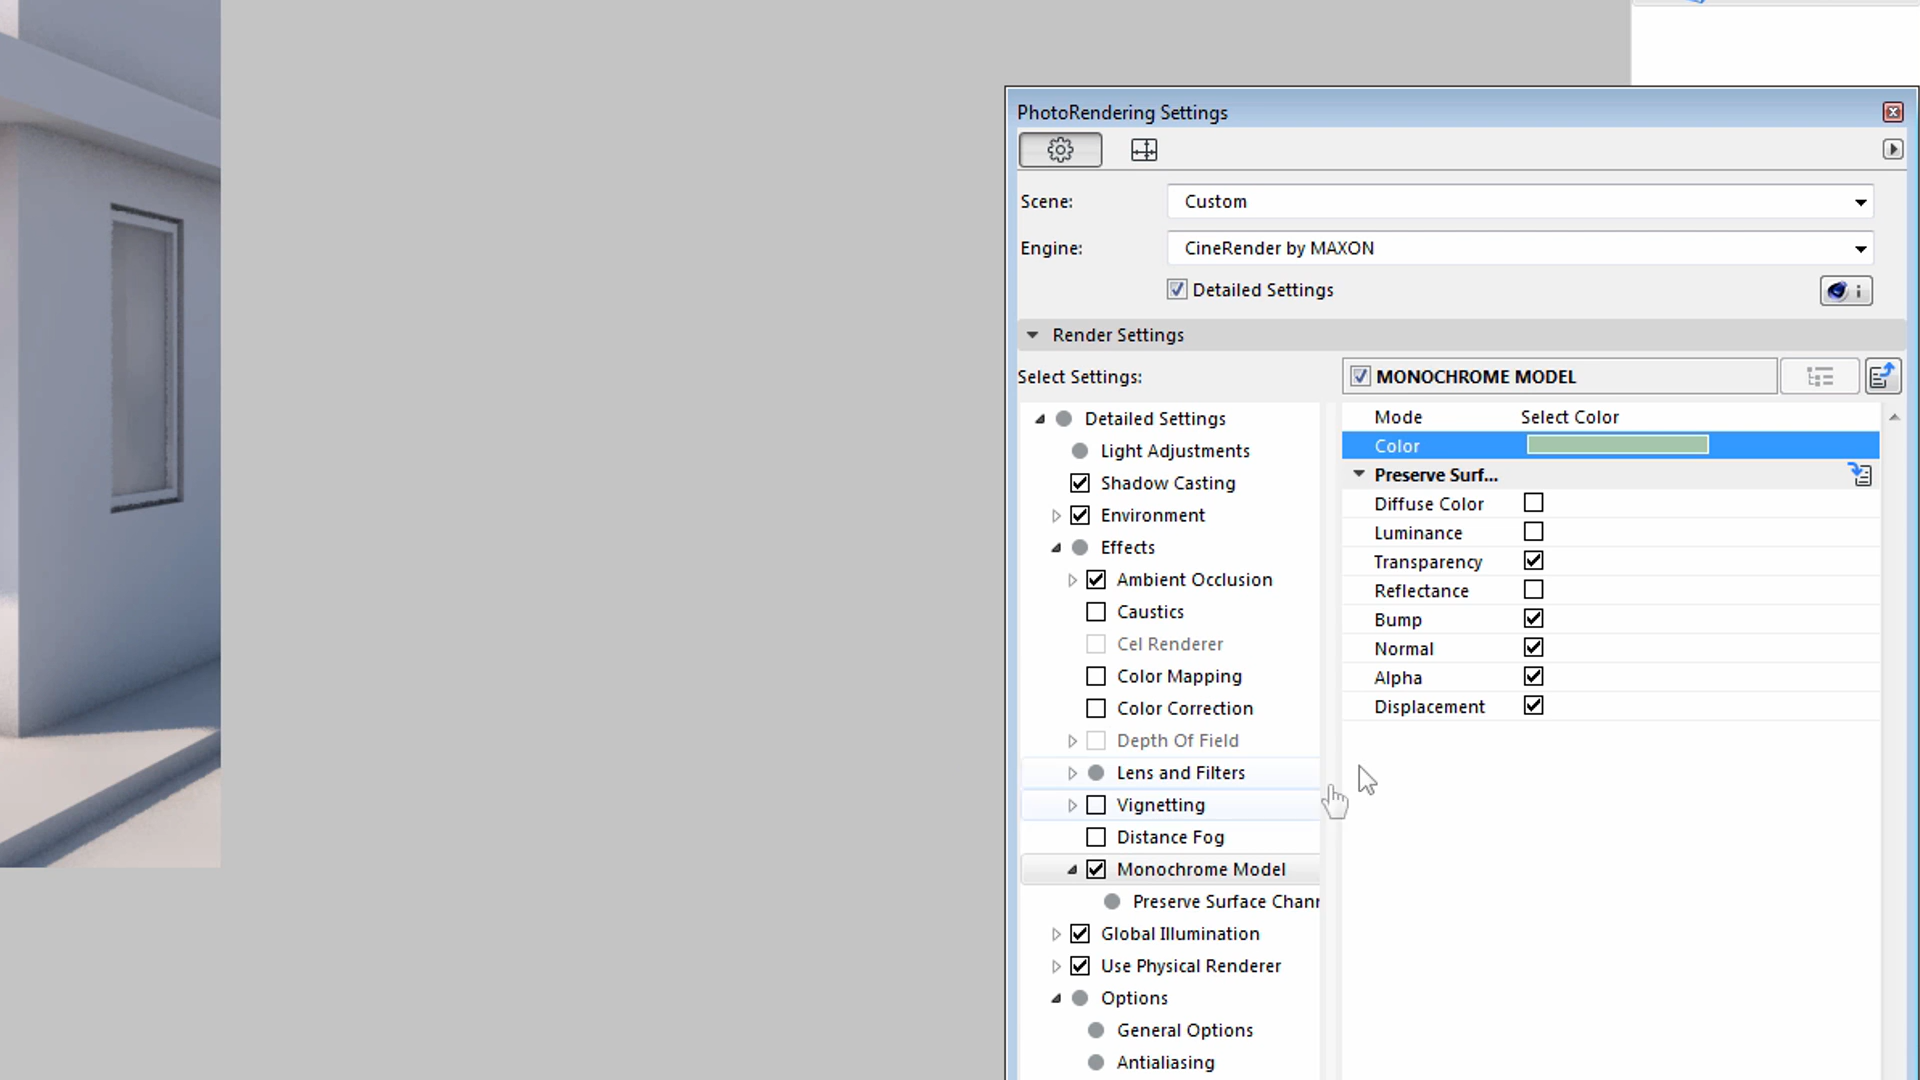 PhotoRendering Settings
Scene: Custom
Engine: CineRender by MAXON
Detailed Settings
i
Render Settings
Select Settings:
MONOCHROME MODEL
Detailed Settings
Light Adjustments
Shadow Casting
Environment
Effects
Ambient Occlusion
Caustics
Cel Renderer
Color Mapping
Color Correction
Depth Of Field
Lens and Filters
Vignetting
Distance Fog
Monochrome Model
Preserve Surface Chann
Global Illumination
Use Physical Renderer
Options
General Options
Antialiasing
Mode Select Color
Color
Preserve Surf...
Diffuse Color
Luminance
Transparency
Reflectance
Bump
Normal
Alpha
Displacement